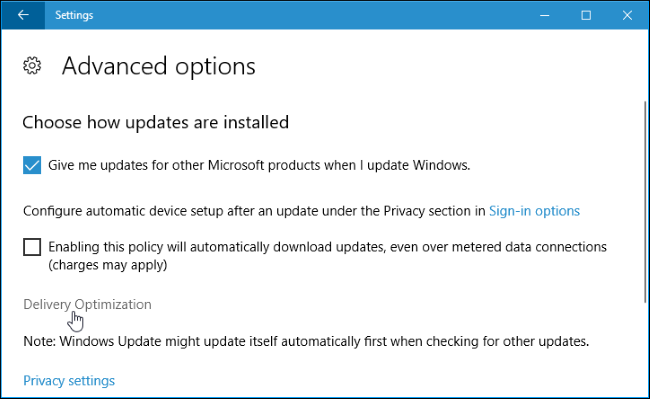 Settings
Advanced options
Choose how updates are installed
Give me updates for other Microsoft products when I update Windows.
Configure automatic device setup after an update under the Privacy section in Sign-in options
Enabling this policy will automatically download updates, even over metered data connections
(charges may apply)
Delivery Optimization
Note: Windows Update might update itself automatically first when checking for other updates.
Privacy settings